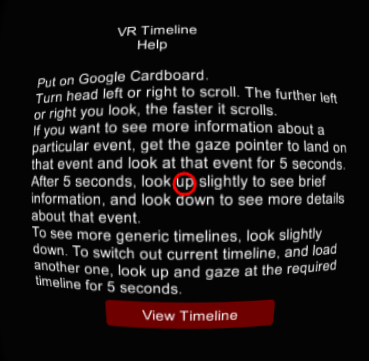 VR Timeline
Help
Put on Google Cardboard.
Turn head left or right to scroll. The further left
or right you look, the faster it scrolls.
If you want to see more information about a
particular event, get the gaze pointer to land on
that event and look at that event for 5 seconds.
After 5 seconds, look up slightly to see brief
information, and look down to see more details
about that event.
To see more generic timelines, look slightly
down. To switch out current timeline, and load
another one, look up and gaze at the required
timeline for 5 seconds.
View Timeline